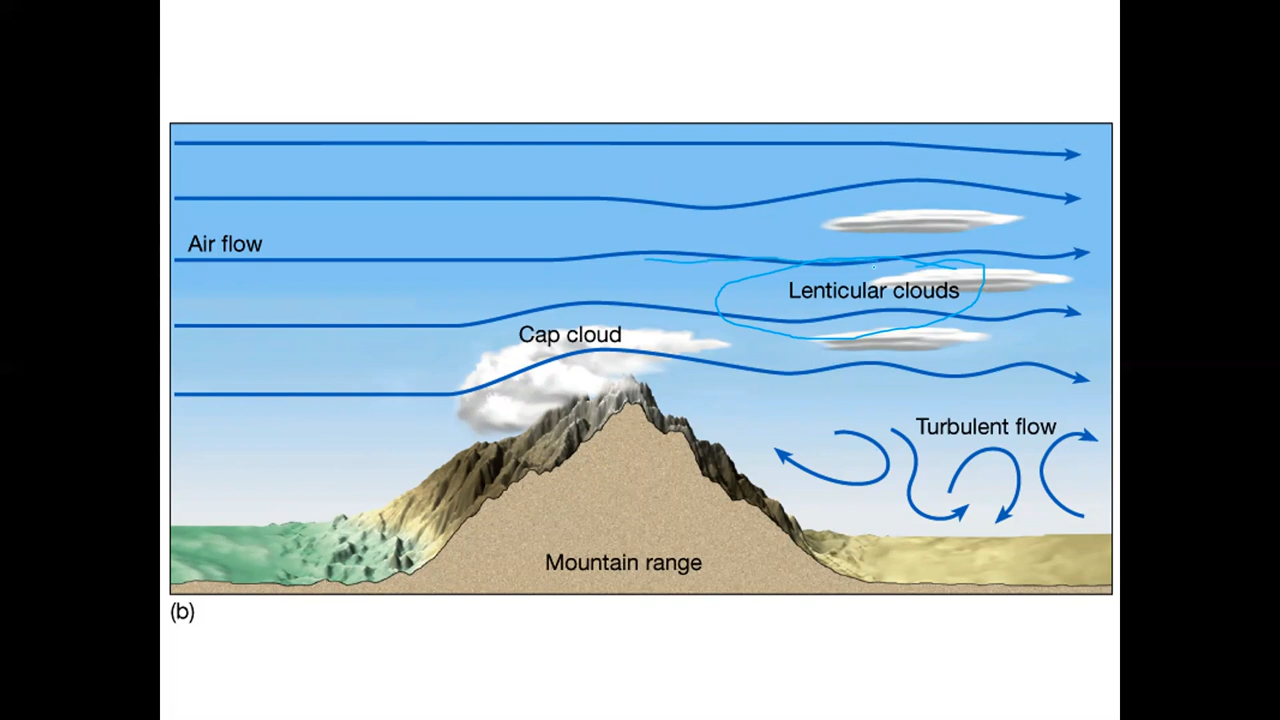 Air flow
Lenticular clouds
Cap cloud
Turbulent flow
Mountain range
(b)